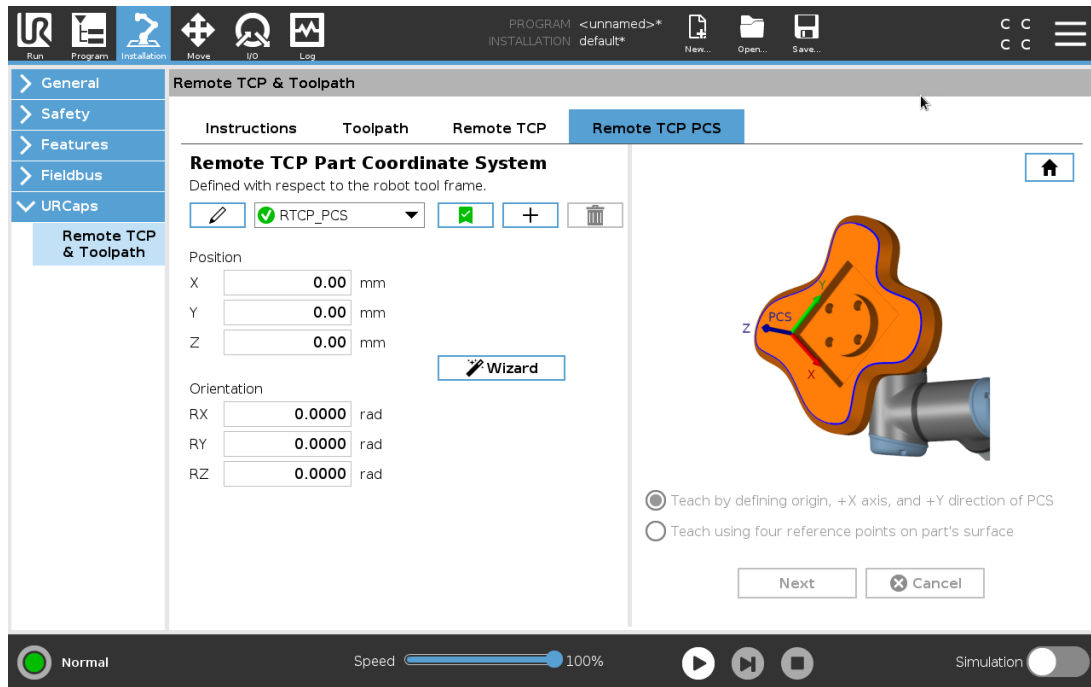 PROGRAM <unnamed>*
INSTALLATION default*
Run Program Installation Move I/O Log New... Open... Save...
C C
C C
General
Safety
Features
Fieldbus
URCaps
Remote TCP
& Toolpath
Remote TCP & Toolpath
Instructions Toolpath Remote TCP Remote TCP PCS
Remote TCP Part Coordinate System
Defined with respect to the robot tool frame.
RTCP_PCS
Position
X 0.00 mm
Y 0.00 mm
Z 0.00 mm
Wizard
Orientation
RX 0.0000 rad
RY 0.0000 rad
RZ 0.0000 rad
Y
PCS
Z
X
Teach by defining origin, +X axis, and +Y direction of PCS
Teach using four reference points on part's surface
Next Cancel
Normal Speed 100% Simulation